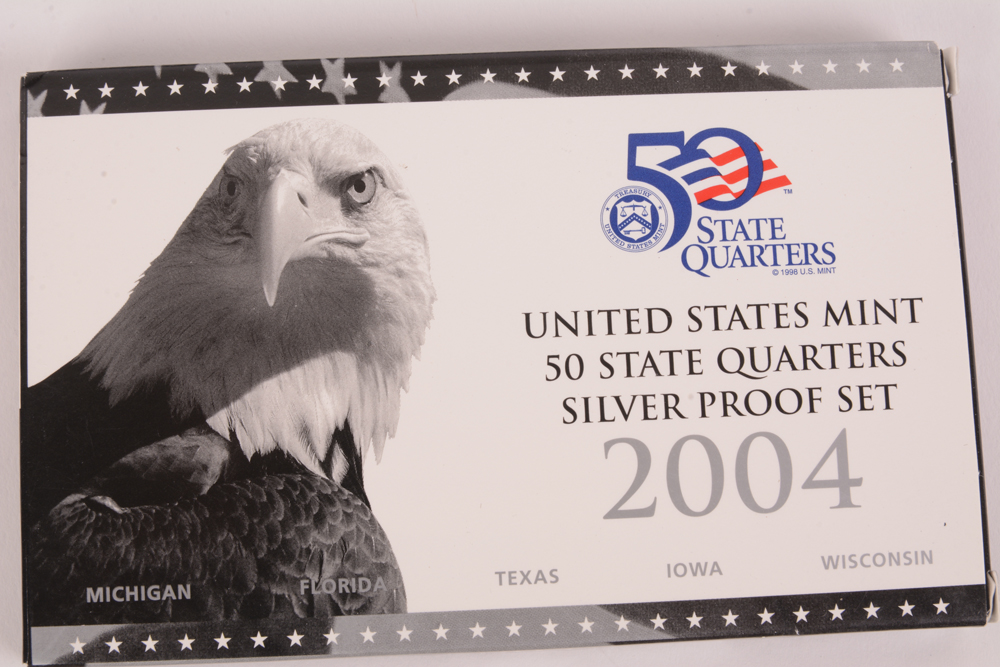 50
TM
TREASURY
UNITED STATES MINT
STATE
QUARTERS
© 1998 U.S. MINT
UNITED STATES MINT
50 STATE QUARTERS
SILVER PROOF SET
2004
MICHIGAN FLORIDA TEXAS IOWA WISCONSIN